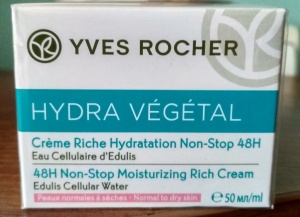 YVES ROCHER
HYDRA VÉGÉTAL
Crème Riche Hydratation Non-Stop 48H
Eau Cellulaire d'Edulis
48H Non-Stop Moisturizing Rich Cream
Edulis Cellular Water
Peaux normales à sèches • Normal to dry skin
℮ 50 мл/ml